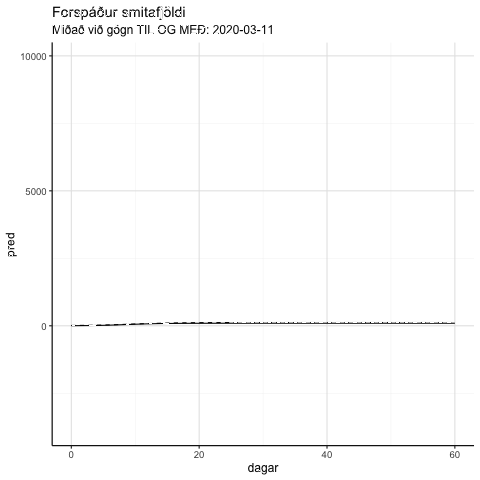 Forspáður smitafjöldi
Miðað við gögn TIL OG MEÐ: 2020-03-11
10000
5000
0
pred
0 20 40 60
dagar